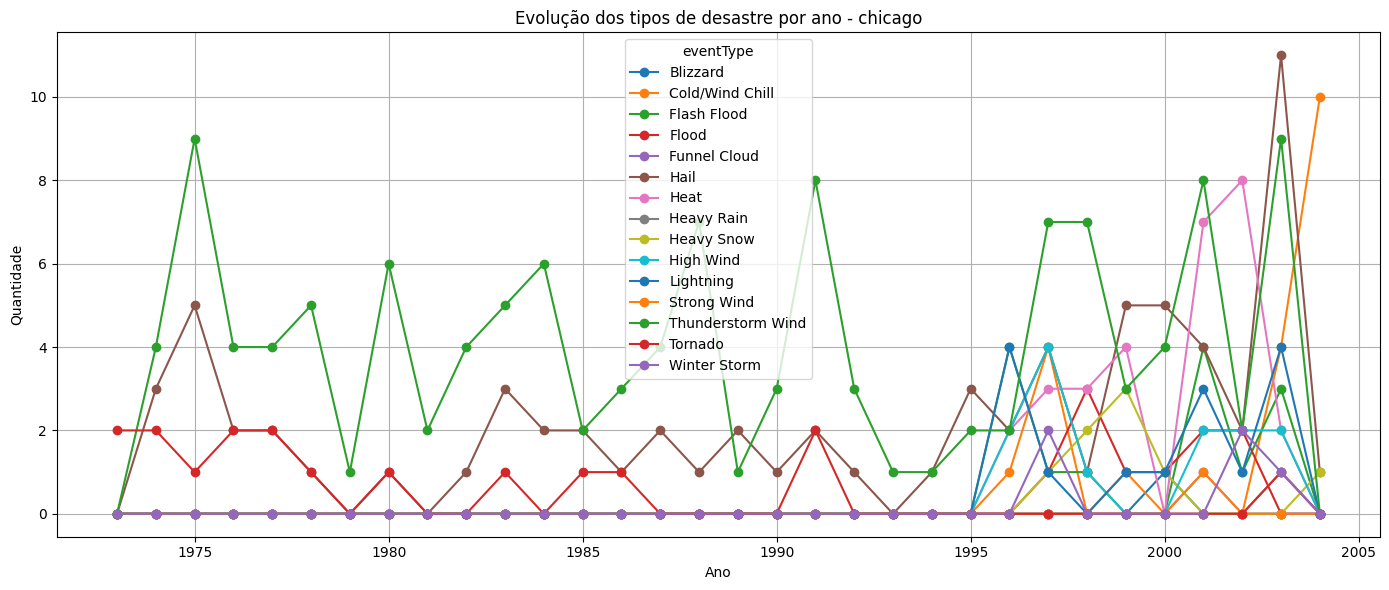 Evolução dos tipos de desastre por ano - chicago
eventType
Blizzard
Cold/Wind Chill
Flash Flood
Flood
Funnel Cloud
Hail
Heat
Heavy Rain
Heavy Snow
High Wind
Lightning
Strong Wind
Thunderstorm Wind
Tornado
Winter Storm
Quantidade
10
8
6
4
2
0
1975 1980 1985 1990 1995 2000 2005
Ano